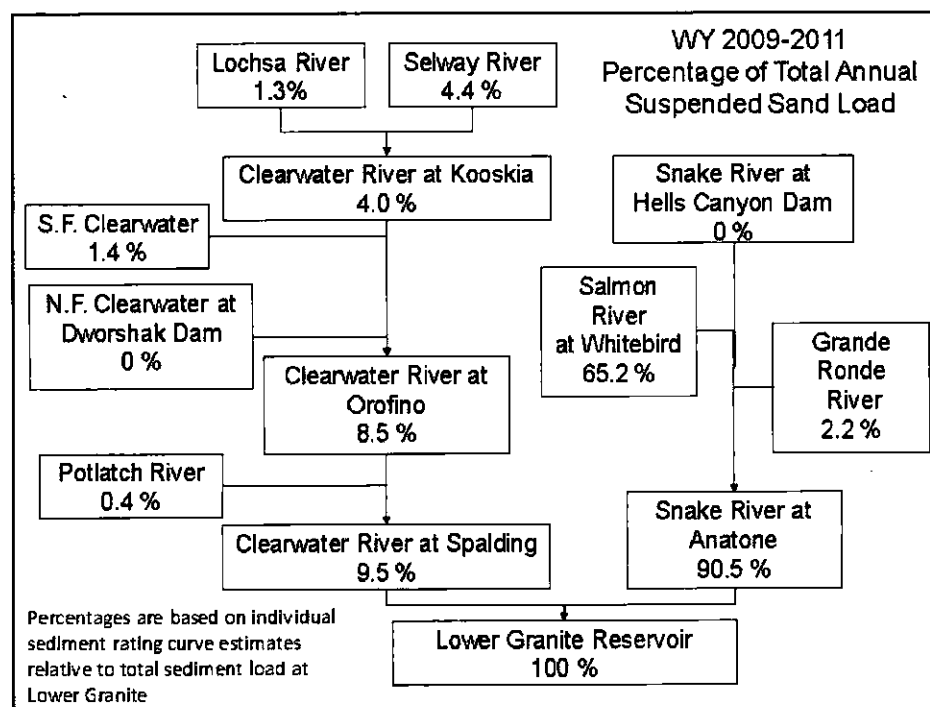 WY 2009-2011
Percentage of Total Annual
Suspended Sand Load
Lochsa River
1.3%
Selway River
4.4 %
Clearwater River at Kooskia
4.0 %
Snake River at
Hells Canyon Dam
0 %
S.F. Clearwater
1.4 %
N.F. Clearwater at
Dworshak Dam
0 %
Salmon
River
at Whitebird
65.2 %
Grande
Ronde
River
2.2 %
Clearwater River at
Orofino
8.5 %
Potlatch River
0.4 %
Clearwater River at Spalding
9.5 %
Snake River at
Anatone
90.5 %
Lower Granite Reservoir
100 %
Percentages are based on individual
sediment rating curve estimates
relative to total sediment load at
Lower Granite